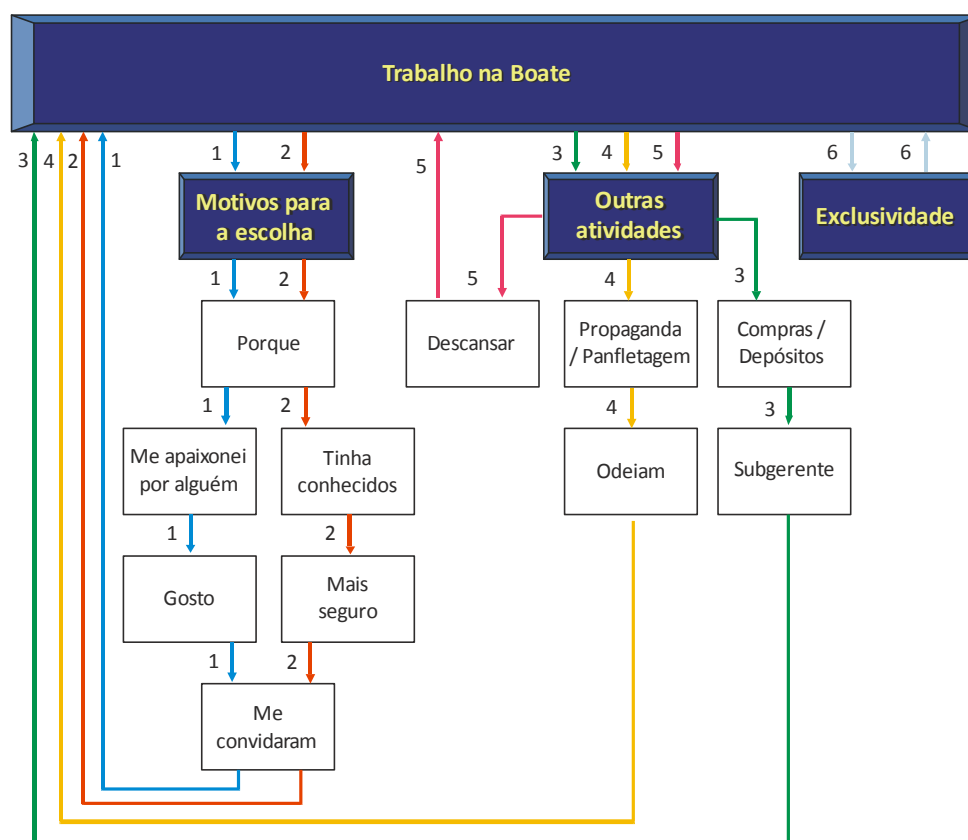 Trabalho na Boate
3
4
2
1
1
2
5
3
4
5
6
6
Motivos para
a escolha
Outras
atividades
Exclusividade
1
2
5
4
3
Porque
Descansar
Propaganda
/ Panfletagem
Compras /
Depósitos
1
2
4
3
Me apaixonei
por alguém
Tinha
conhecidos
Odeiam
Subgerente
1
2
Gosto
Mais
seguro
1
2
Me
convidaram